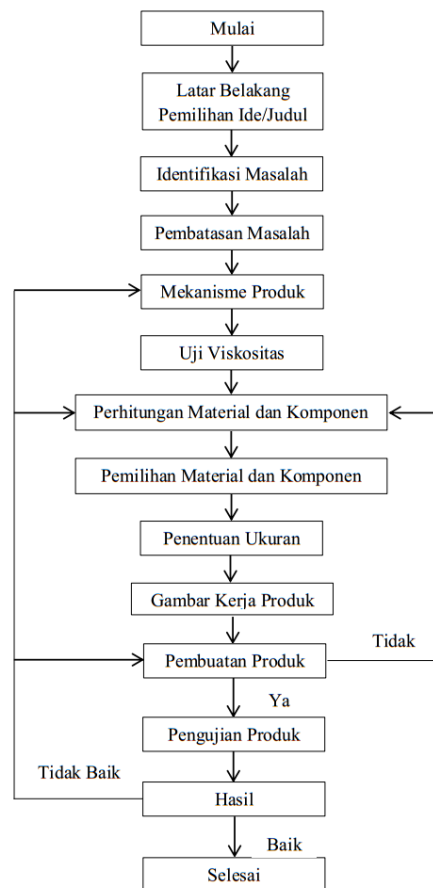 Mulai
Latar Belakang
Pemilihan Ide/Judul
Identifikasi Masalah
Pembatasan Masalah
Mekanisme Produk
Uji Viskositas
Perhitungan Material dan Komponen
Pemilihan Material dan Komponen
Penentuan Ukuran
Gambar Kerja Produk
Tidak
Pembuatan Produk
Ya
Pengujian Produk
Tidak Baik
Hasil
Baik
Selesai